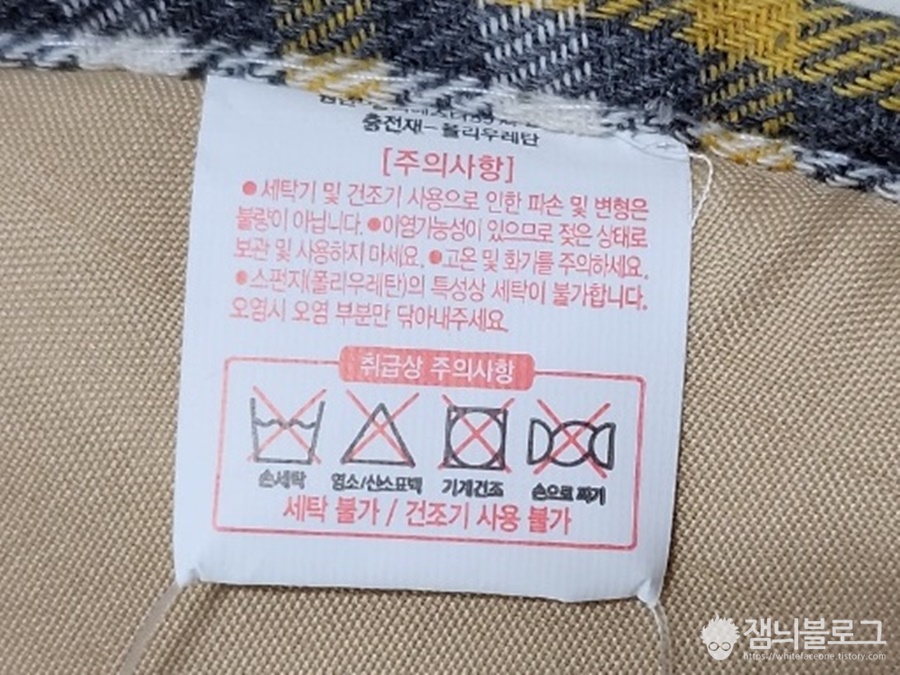 충전재- 폴리우레탄
[주의사항]
●세탁기 및 건조기 사용으로 인한 파손 및 변형은
불량이 아닙니다. ●이염가능성이 있으므로 젖은 상태로
보관 및 사용하지 마세요. ●고온 및 화기를 주의하세요.
●스펀지(폴리우레탄)의 특성상 세탁이 불가합니다.
오염시 오염 부분만 닦아내주세요.
취급상 주의사항
손세탁 염소/산소표백 기계건조 손으로 짜기
세탁 불가 / 건조기 사용 불가
잼늬블로그
https://whitefaceone.tistory.com